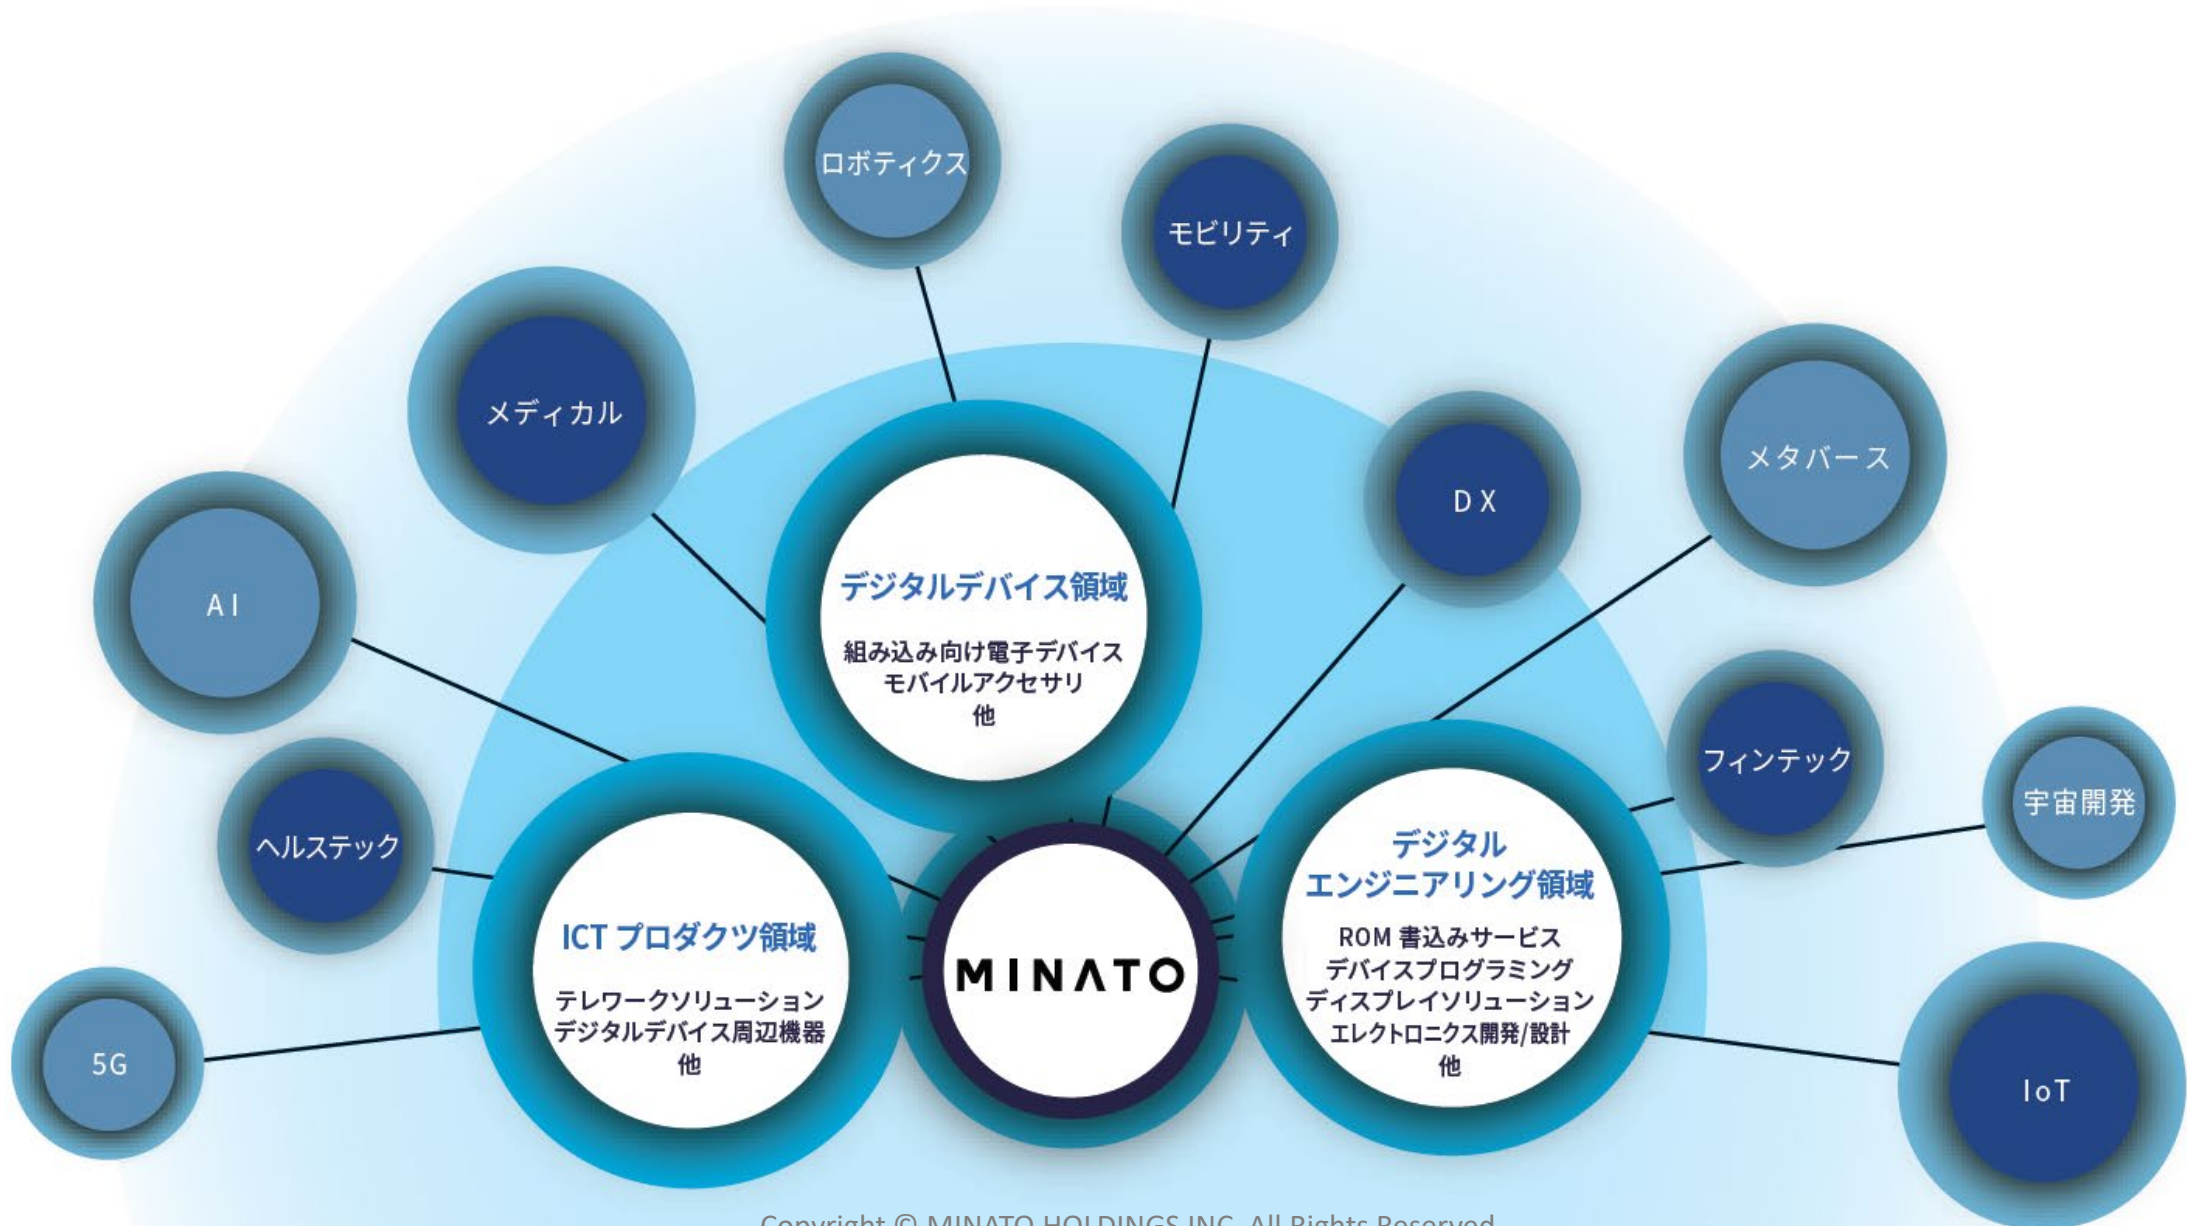 ロボティクス
モビリティ
メディカル
メタバース
DX
AI
デジタルデバイス領域
組み込み向け電子デバイス
モバイルアクセサリ
他
フィンテック
宇宙開発
ヘルステック
デジタル
エンジニアリング領域
ROM 書込みサービス
デバイスプログラミング
ディスプレイソリューション
エレクトロニクス開発/設計
他
ICT プロダクツ領域
テレワークソリューション
デジタルデバイス周辺機器
他
MINATO
5G
IoT
Copyright © MINATO HOLDINGS INC. All Rights Reserved